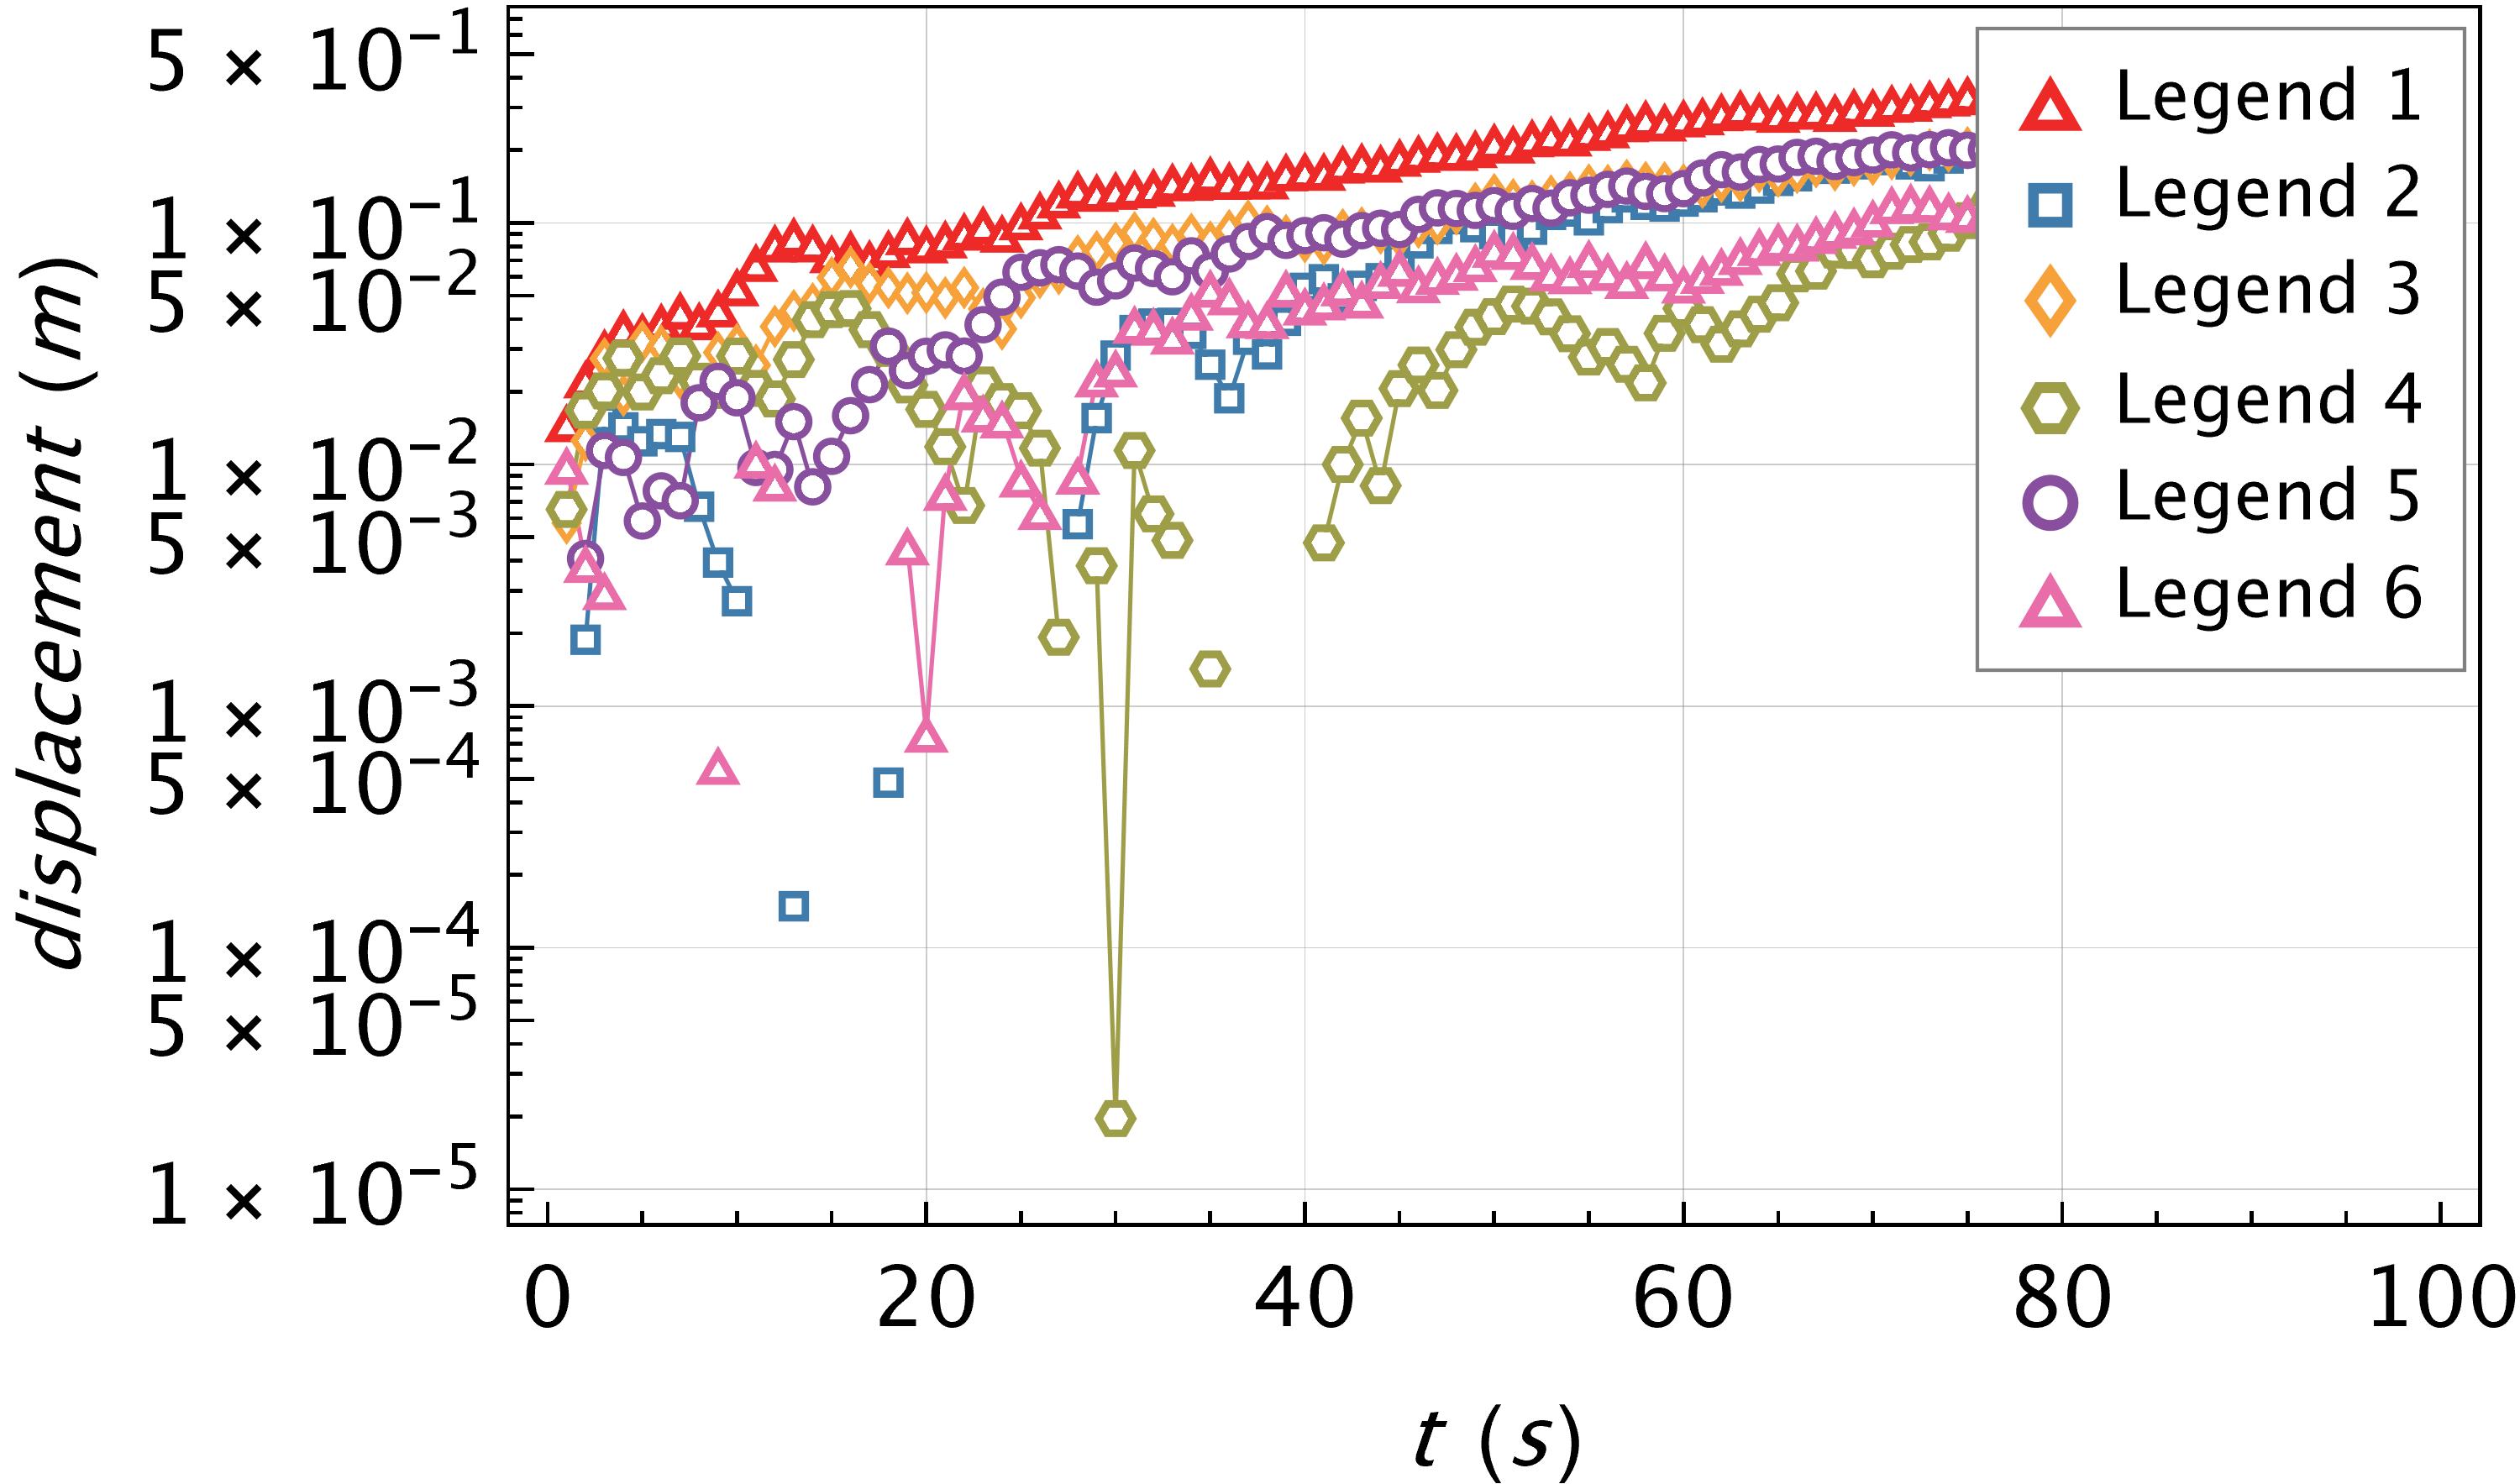 displacement (m)
5 × 10⁻¹
1 × 10⁻¹
5 × 10⁻²
1 × 10⁻²
5 × 10⁻³
1 × 10⁻³
5 × 10⁻⁴
1 × 10⁻⁴
5 × 10⁻⁵
1 × 10⁻⁵
Legend 1
Legend 2
Legend 3
Legend 4
Legend 5
Legend 6
0 20 40 60 80 100
t (s)